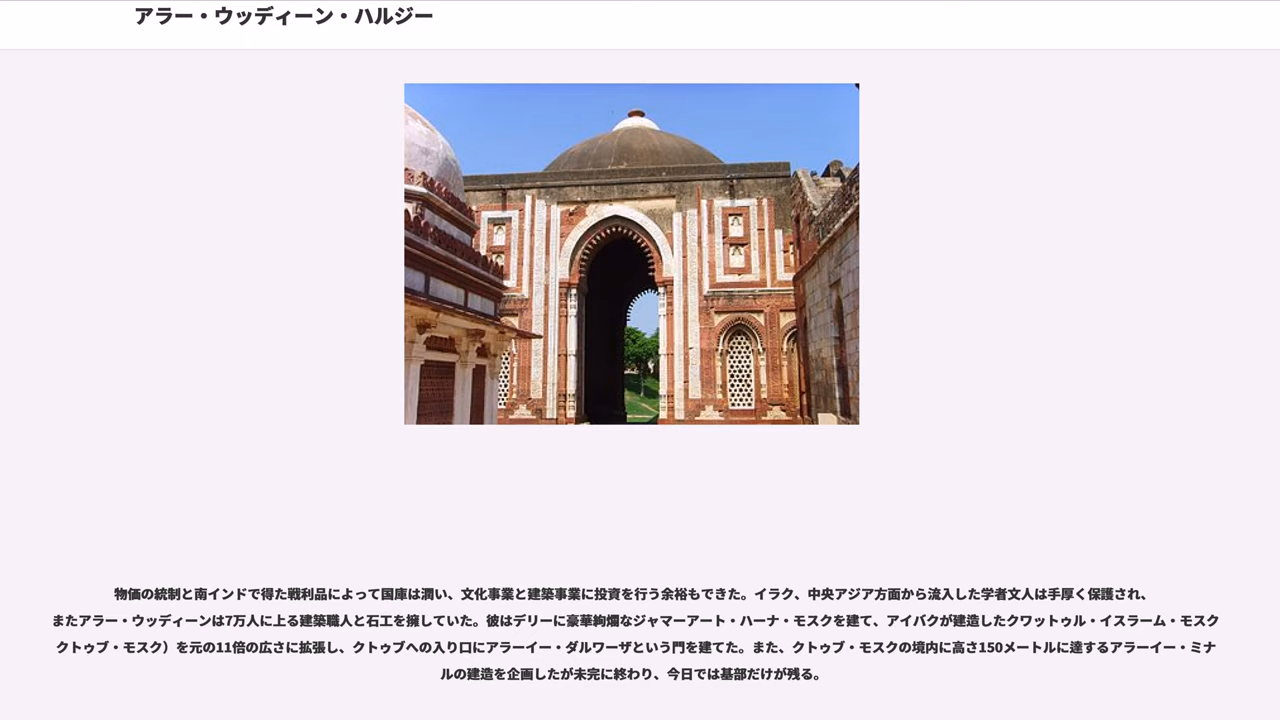 アラー・ウッディーン・ハルジー
物価の統制と南インドで得た戦利品によって国庫は潤い、文化事業と建築事業に投資を行う余裕もできた。イラク、中央アジア方面から流入した学者文人は手厚く保護され、
またアラー・ウッディーンは7万人に上る建築職人と石工を擁していた。彼はデリーに豪華絢爛なジャマーアート・ハーナ・モスクを建て、アイバクが建造したクワットゥル・イスラーム・モスク
クトゥブ・モスク）を元の11倍の広さに拡張し、クトゥブへの入り口にアラーイー・ダルワーザという門を建てた。また、クトゥブ・モスクの境内に高さ150メートルに達するアラーイー・ミナ
ルの建造を企画したが未完に終わり、今日では基部だけが残る。